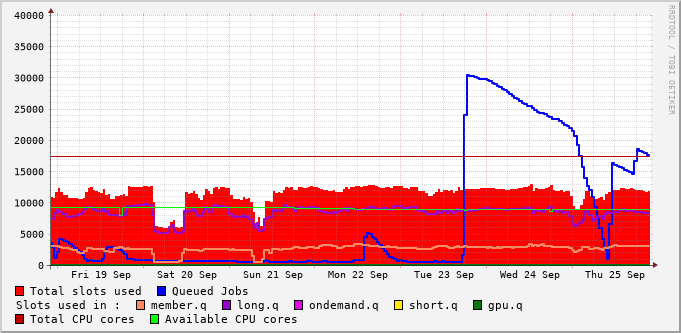 RRDTOOL / TOBI OETIKER
40000
35000
30000
25000
20000
15000
10000
5000
0
Fri 19 Sep Sat 20 Sep Sun 21 Sep Mon 22 Sep Tue 23 Sep Wed 24 Sep Thu 25 Sep
Total slots used Queued Jobs
Slots used in : member.q long.q ondemand.q short.q gpu.q
Total CPU cores Available CPU cores